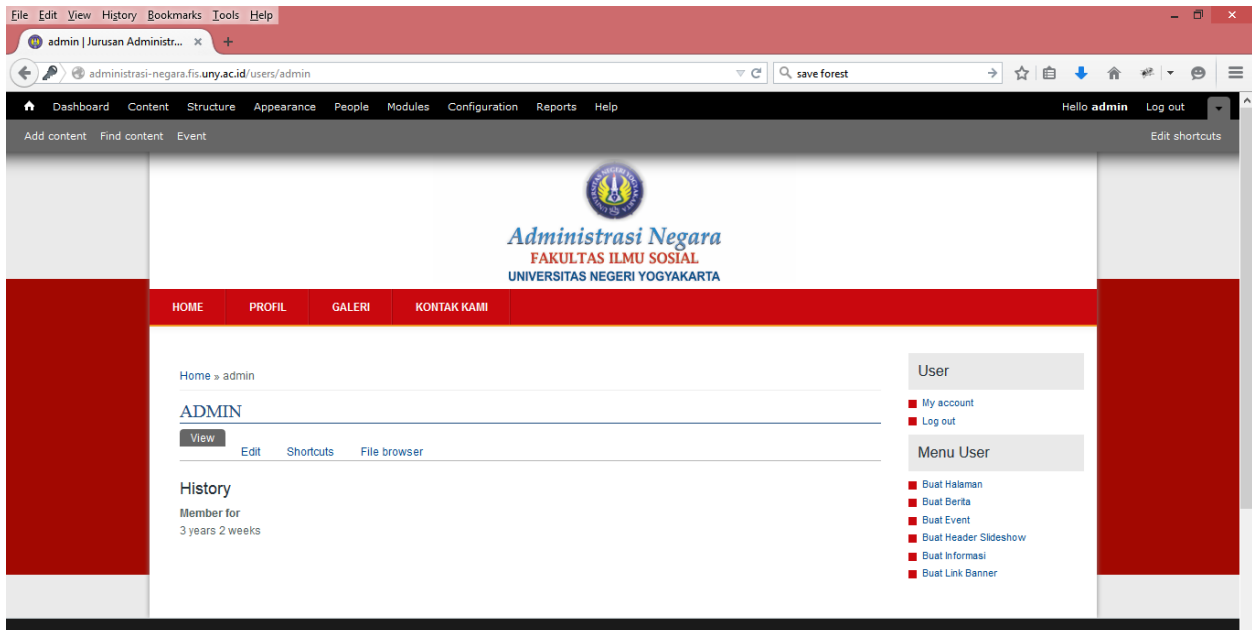 File Edit View History Bookmarks Tools Help
admin | Jurusan Administr...
administrasi-negara.fis.uny.ac.id/users/admin
save forest
Dashboard Content Structure Appearance People Modules Configuration Reports Help
Hello admin Log out
Add content Find content Event
Edit shortcuts
Administrasi Negara
FAKULTAS ILMU SOSIAL
UNIVERSITAS NEGERI YOGYAKARTA
HOME PROFIL GALERI KONTAK KAMI
Home » admin
ADMIN
View Edit Shortcuts File browser
History
Member for
3 years 2 weeks
User
My account
Log out
Menu User
Buat Halaman
Buat Berita
Buat Event
Buat Header Slideshow
Buat Informasi
Buat Link Banner